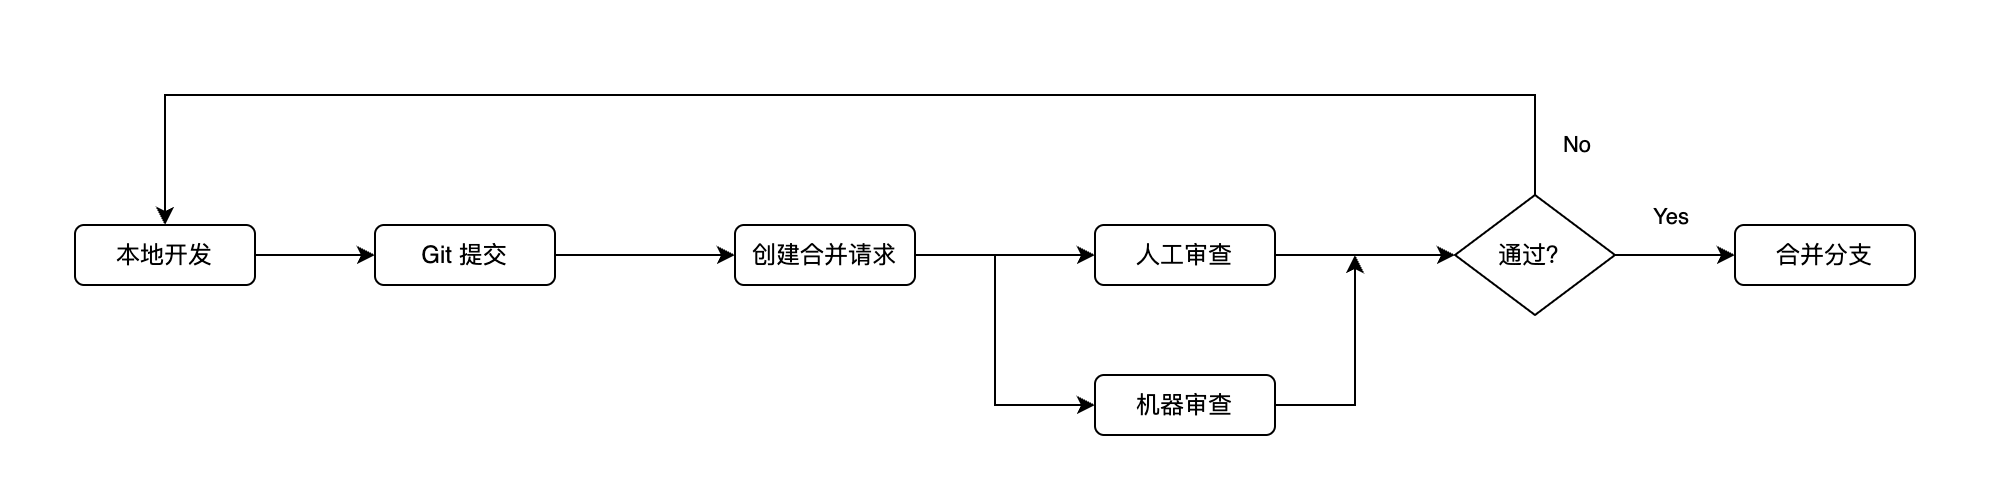 No
Yes
本地开发
Git 提交
创建合并请求
人工审查
通过?
合并分支
机器审查